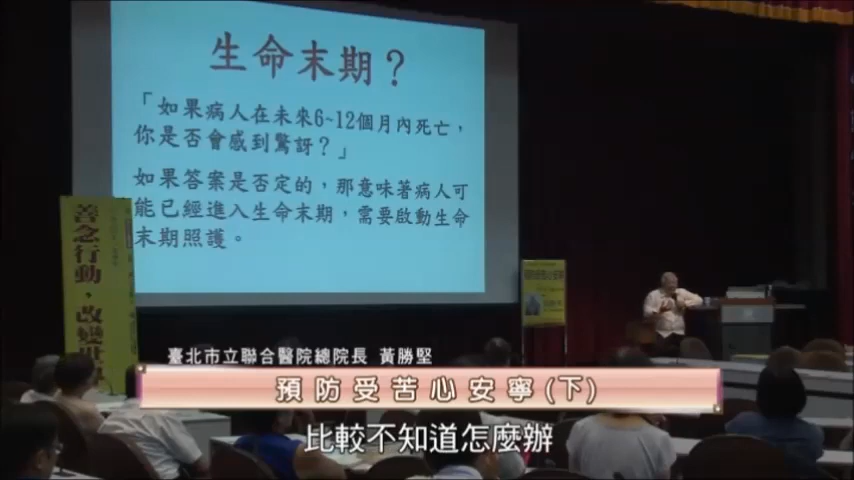 生命末期？
「如果病人在未來6~12個月內死亡，
你是否會感到驚訝？」
如果答案是否定的，那意味著病人可
能已經進入生命末期，需要啟動生命
末期照護。
善念行動，改變世
臺北市立聯合醫院總院長 黃勝堅
預防受苦心安寧(下)
比較不知道怎麼辦